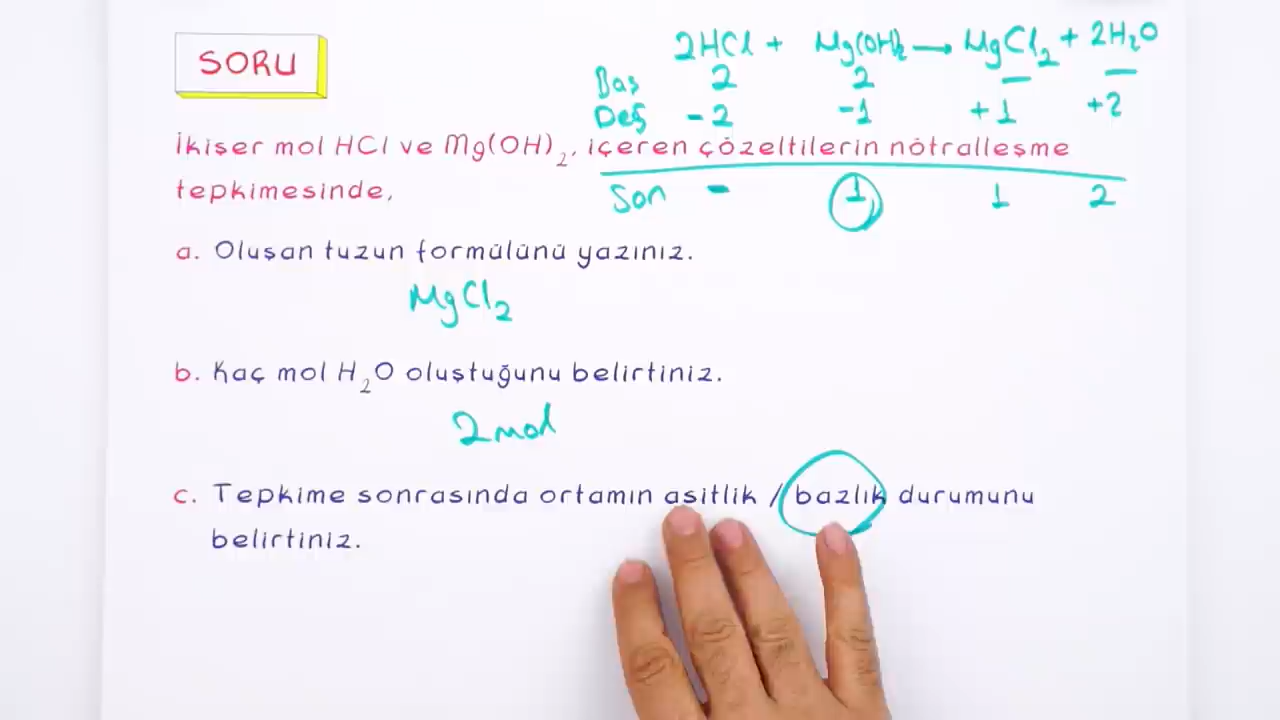 SORU
2HCl + Mg(OH)2 → MgCl2 + 2H2O
Baş 2 2 — —
Değ -2 -1 +1 +2
İkişer mol HCl ve Mg(OH)2, içeren çözeltilerin nötralleşme
tepkimesinde,
Son - 1 1 2
a. Oluşan tuzun formülünü yazınız.
MgCl2
b. Kaç mol H2O oluştuğunu belirtiniz.
2mol
c. Tepkime sonrasında ortamın asitlik / bazlık durumunu
belirtiniz.